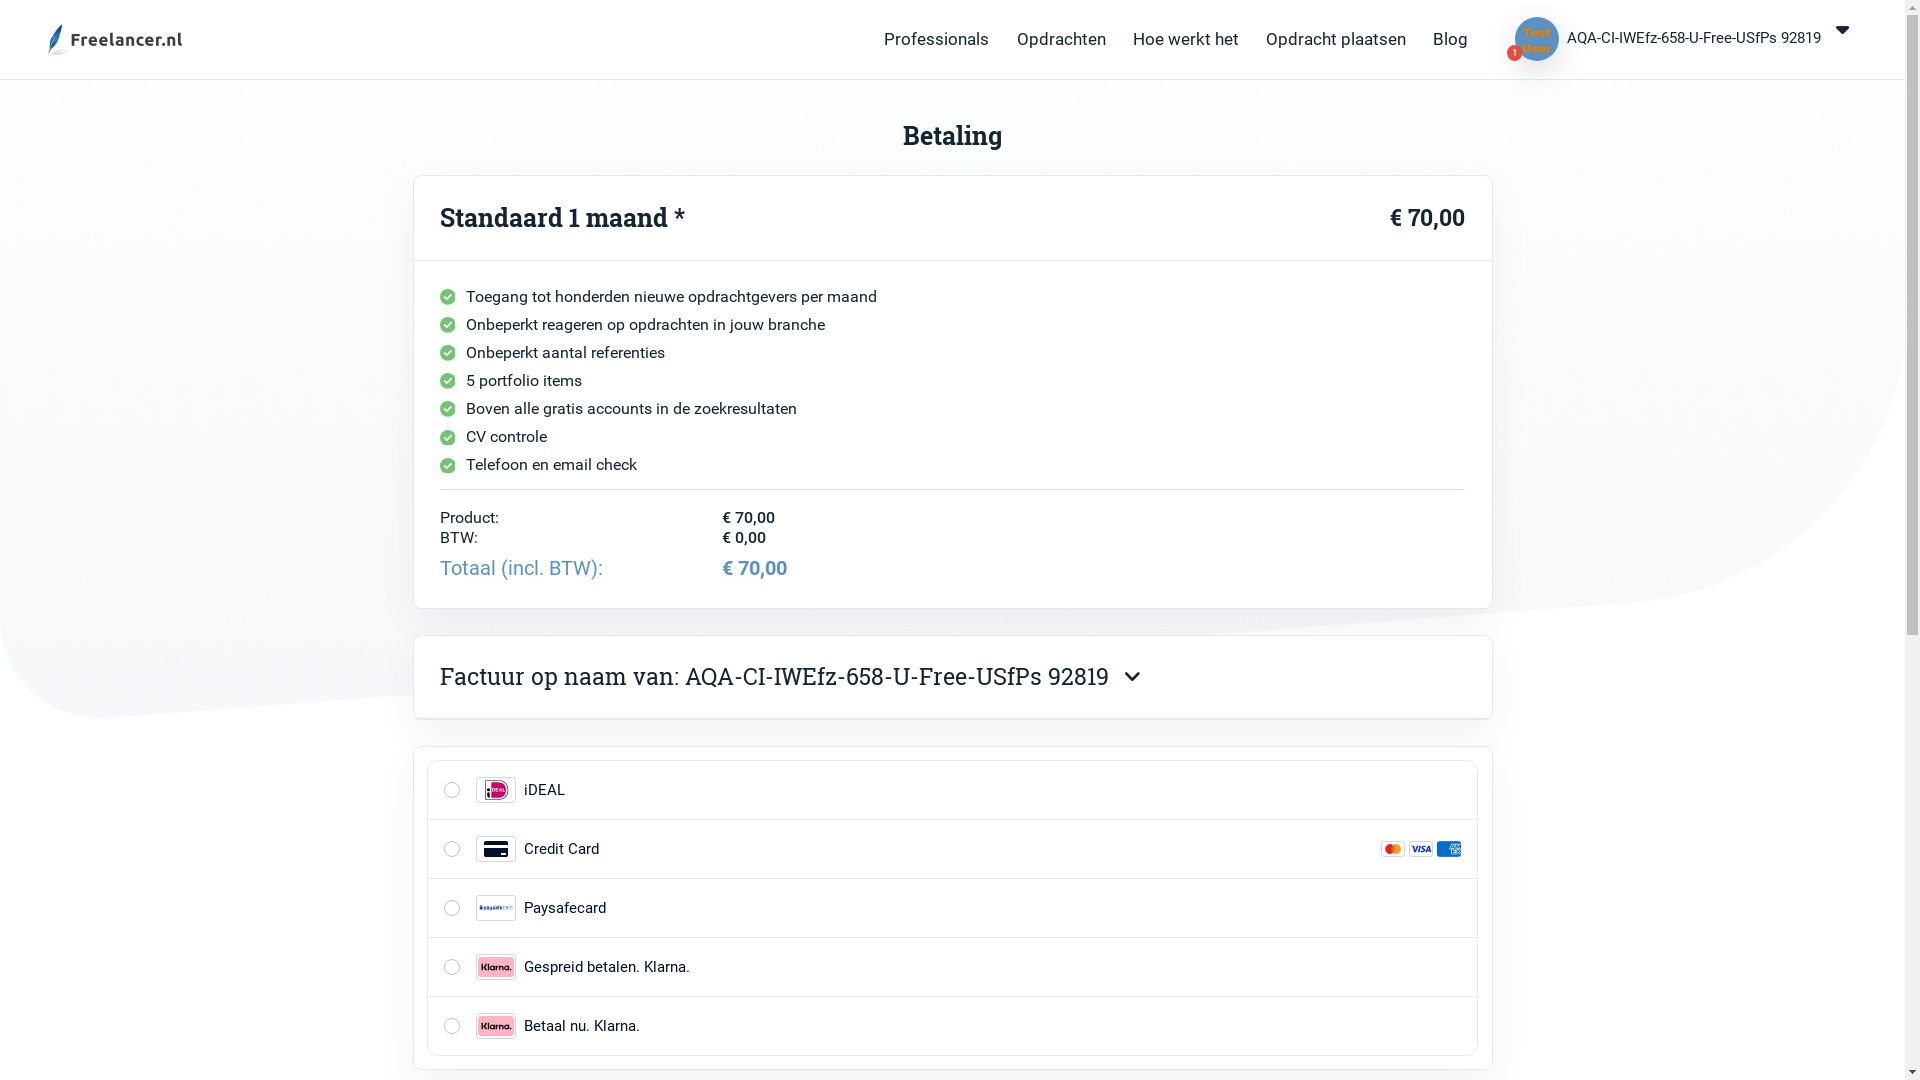 Freelancer.nl
Professionals
Opdrachten
Hoe werkt het
Opdracht plaatsen
Blog
Test
User
1
AQA-CI-IWEfz-658-U-Free-USfPs 92819
Betaling
Standaard 1 maand *
€ 70,00
Toegang tot honderden nieuwe opdrachtgevers per maand
Onbeperkt reageren op opdrachten in jouw branche
Onbeperkt aantal referenties
5 portfolio items
Boven alle gratis accounts in de zoekresultaten
CV controle
Telefoon en email check
Product: € 70,00
BTW: € 0,00
Totaal (incl. BTW): € 70,00
Factuur op naam van: AQA-CI-IWEfz-658-U-Free-USfPs 92819
iDEAL iDEAL
Credit Card VISA
paysafecard Paysafecard
Klarna. Gespreid betalen. Klarna.
Klarna. Betaal nu. Klarna.